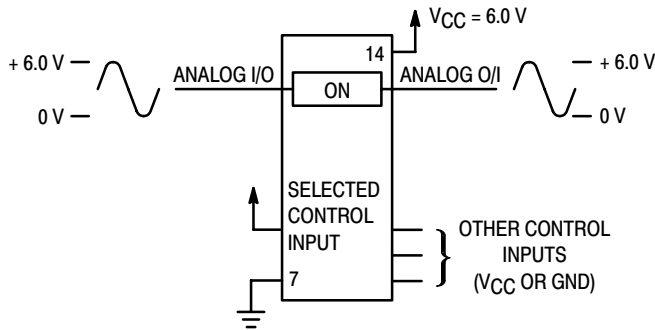 VCC = 6.0 V
14
+ 6.0 V
ANALOG I/O
ON
ANALOG O/I
+ 6.0 V
0 V
0 V
SELECTED
CONTROL
INPUT
OTHER CONTROL
INPUTS
(VCC OR GND)
7